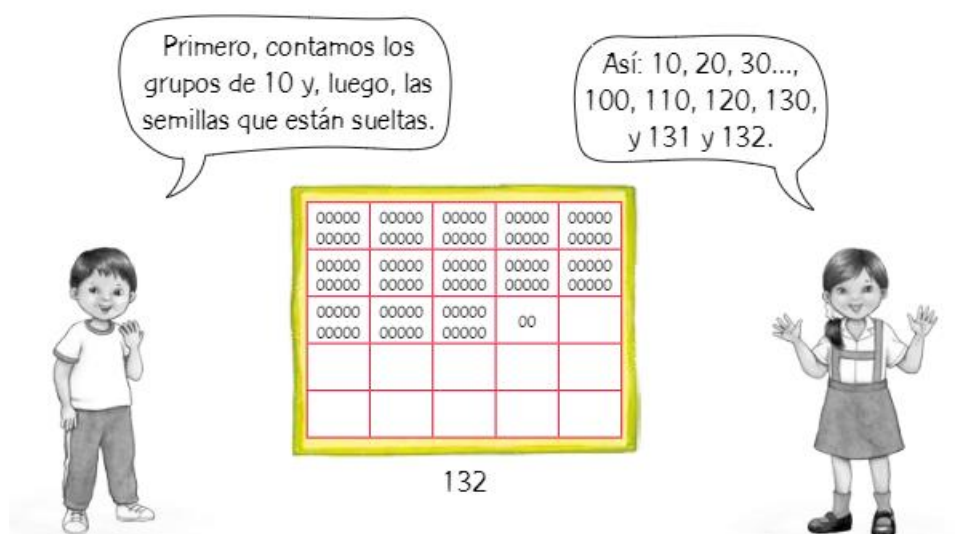 Primero, contamos los
grupos de 10 y, luego, las
semillas que están sueltas.
Así: 10, 20, 30...,
100, 110, 120, 130,
y 131 y 132.
00000 00000 00000 00000 00000
00000 00000 00000 00000 00000
00000 00000 00000 00000 00000
00000 00000 00000 00000 00000
00000 00000 00000 00
00000 00000 00000
132